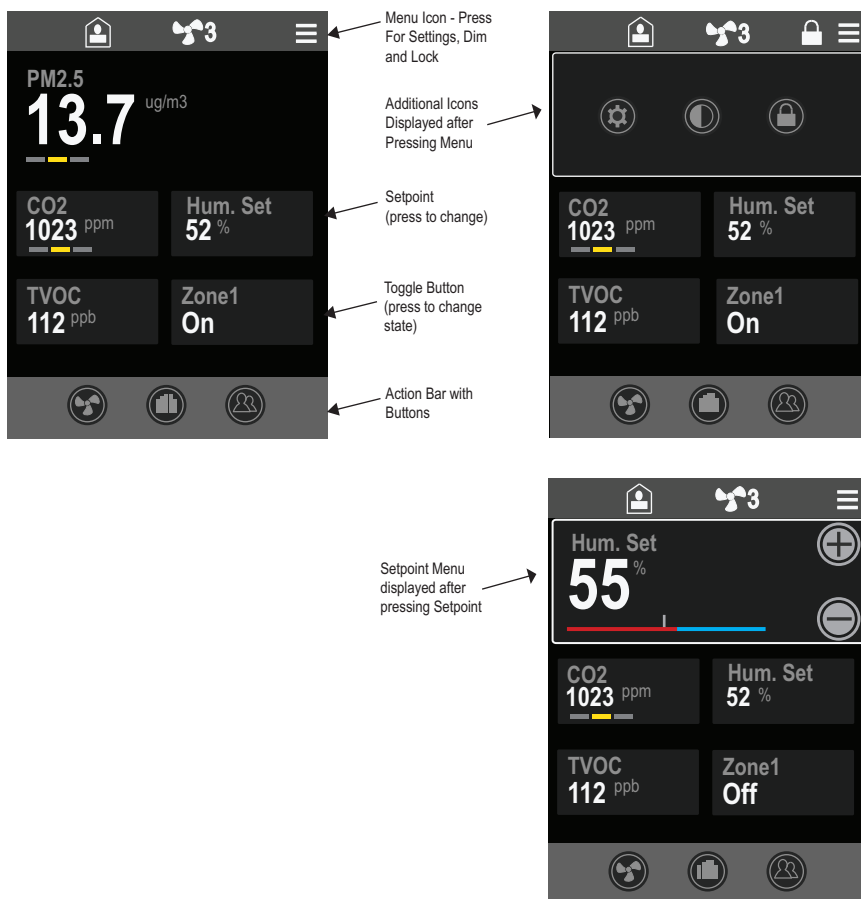 3
PM2.5
13.7 ug/m3
CO2
1023 ppm
Hum. Set
52 %
TVOC
112 ppb
Zone1
On
Menu Icon - Press
For Settings, Dim
and Lock
Additional Icons
Displayed after
Pressing Menu
Setpoint
(press to change)
Toggle Button
(press to change
state)
Action Bar with
Buttons
3
CO2
1023 ppm
Hum. Set
52 %
TVOC
112 ppb
Zone1
On
Setpoint Menu
displayed after
pressing Setpoint
3
Hum. Set
55 %
CO2
1023 ppm
Hum. Set
52 %
TVOC
112 ppb
Zone1
Off